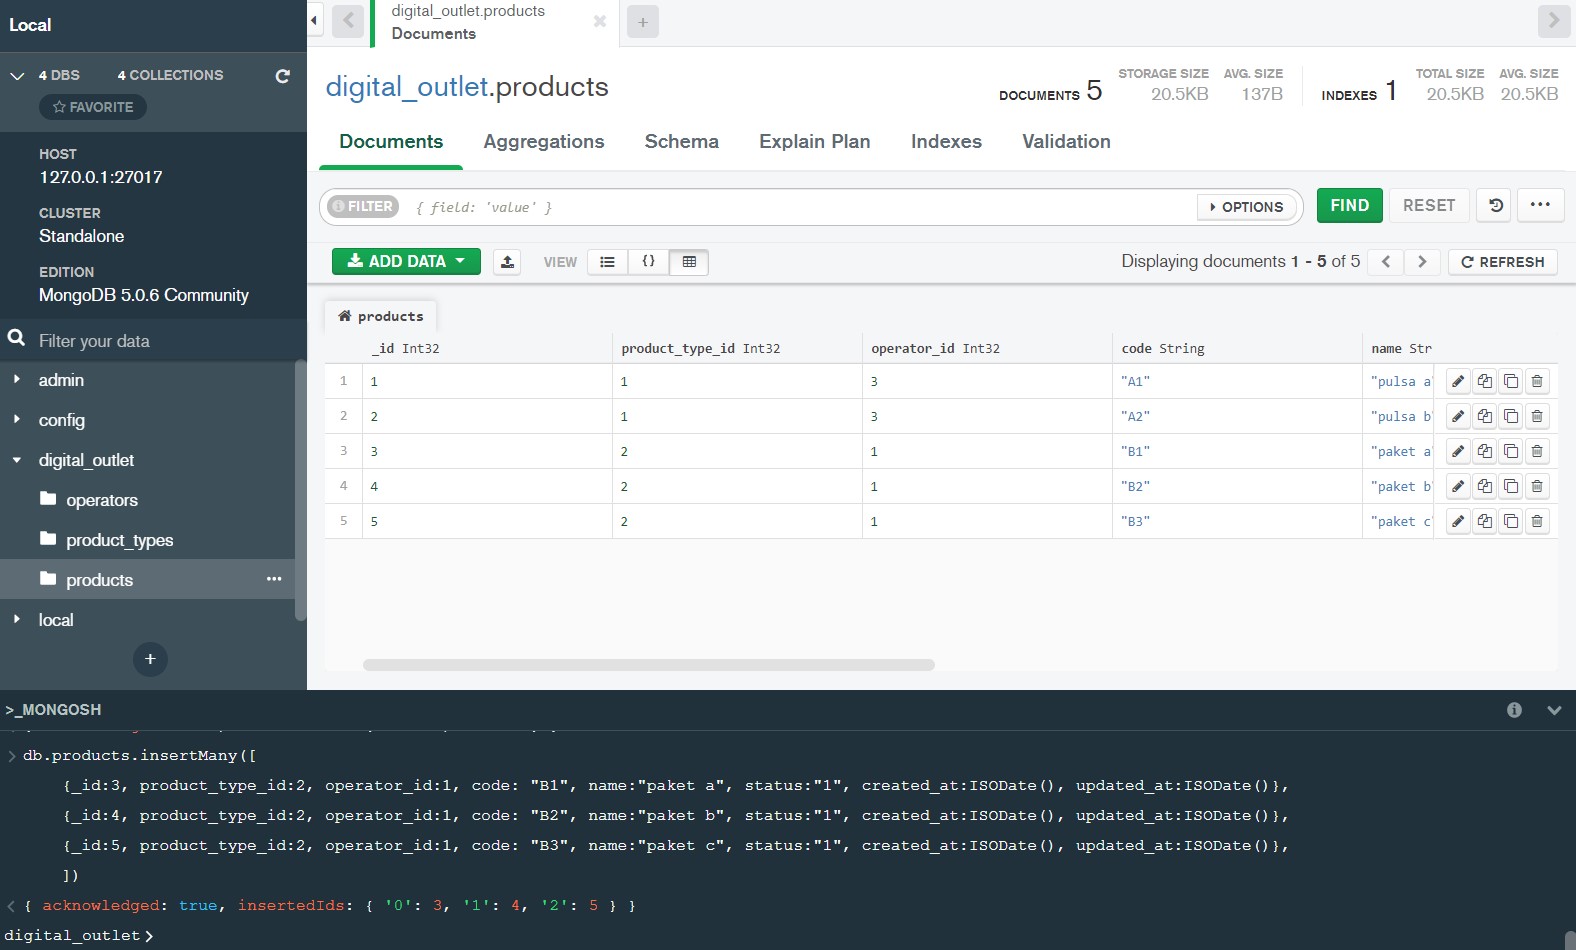 Local
4 DBS 4 COLLECTIONS
FAVORITE
HOST
127.0.0.1:27017
CLUSTER
Standalone
EDITION
MongoDB 5.0.6 Community
Filter your data
admin
config
digital_outlet
operators
product_types
products
local
+
digital_outlet.products
Documents
+
digital_outlet.products
DOCUMENTS 5
STORAGE SIZE AVG. SIZE
20.5KB 137B
INDEXES 1
TOTAL SIZE AVG. SIZE
20.5KB 20.5KB
Documents Aggregations Schema Explain Plan Indexes Validation
FILTER { field: 'value' } OPTIONS FIND RESET
ADD DATA VIEW {} Displaying documents 1 - 5 of 5 REFRESH
products
_id Int32 product_type_id Int32 operator_id Int32 code String name Str
1 1 1 3 "A1" "pulsa a"
2 2 1 3 "A2" "pulsa b"
3 3 2 1 "B1" "paket a"
4 4 2 1 "B2" "paket b"
5 5 2 1 "B3" "paket c"
>_MONGOSH
> db.products.insertMany([
{_id:3, product_type_id:2, operator_id:1, code: "B1", name:"paket a", status:"1", created_at:ISODate(), updated_at:ISODate()},
{_id:4, product_type_id:2, operator_id:1, code: "B2", name:"paket b", status:"1", created_at:ISODate(), updated_at:ISODate()},
{_id:5, product_type_id:2, operator_id:1, code: "B3", name:"paket c", status:"1", created_at:ISODate(), updated_at:ISODate()},
])
< { acknowledged: true, insertedIds: { '0': 3, '1': 4, '2': 5 } }
digital_outlet>